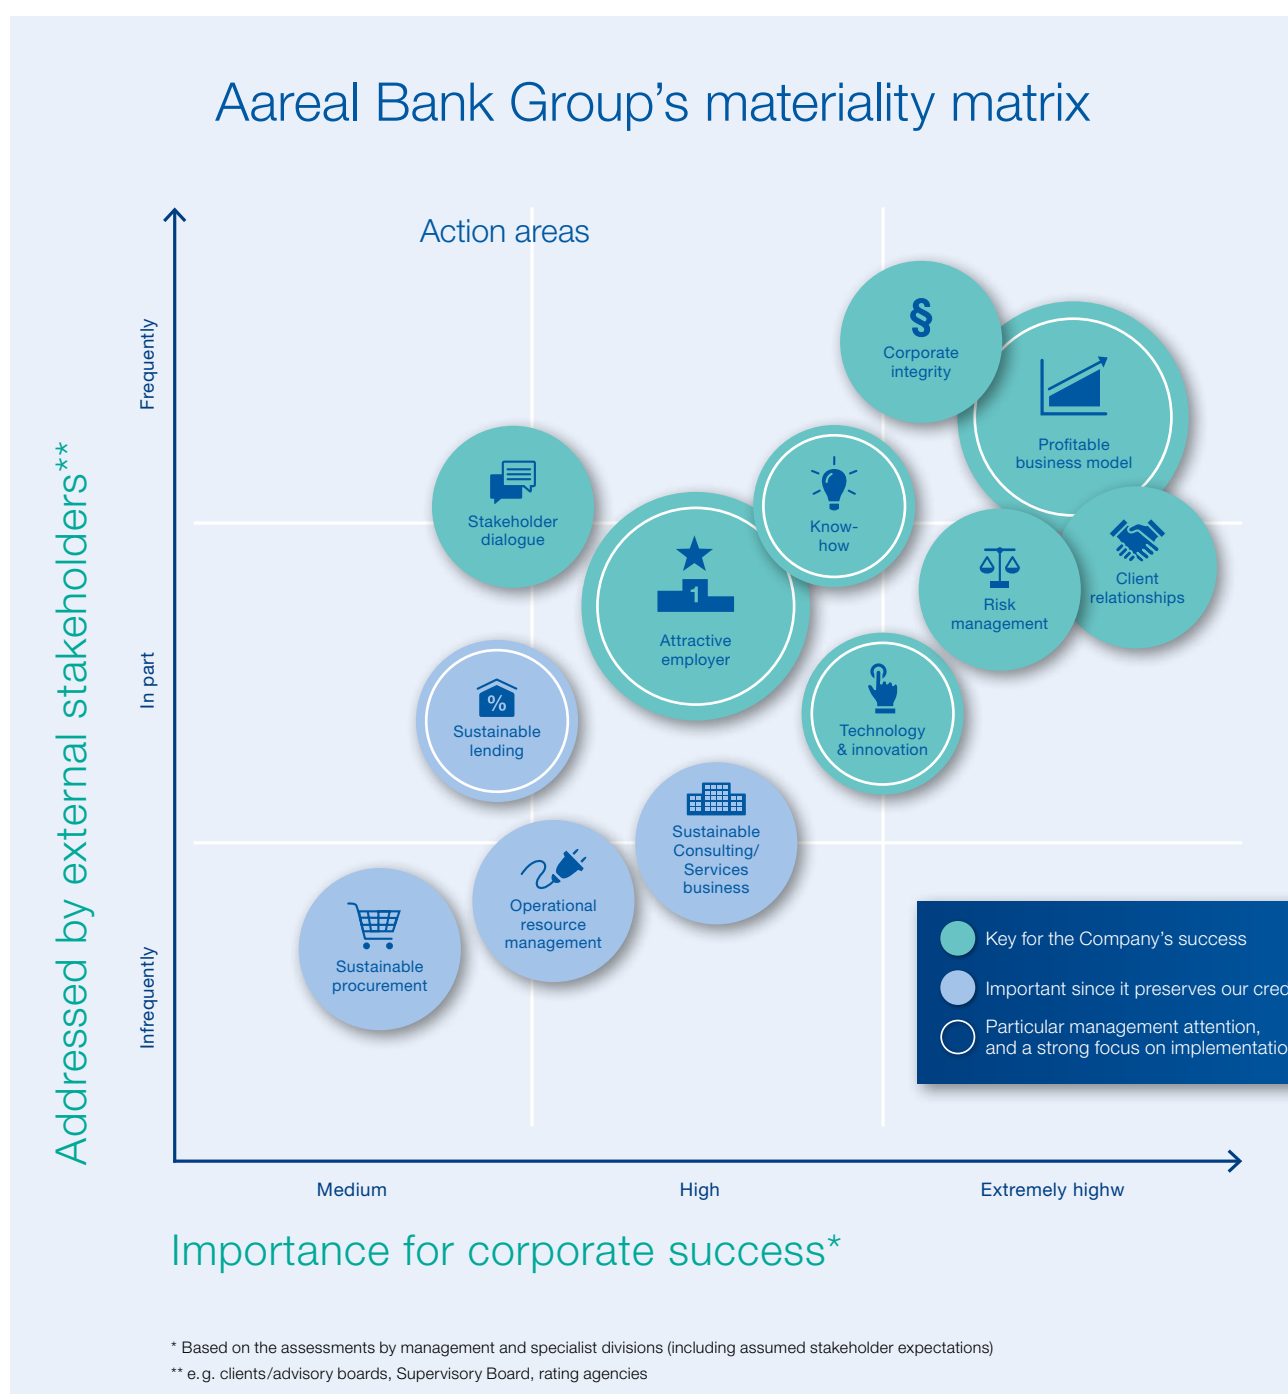 Aareal Bank Group’s materiality matrix
Action areas
Addressed by external stakeholders**
Frequently
In part
Infrequently
§
Corporate
integrity
Profitable
business model
Stakeholder
dialogue
Know-
how
1
Attractive
employer
Risk
management
Client
relationships
%
Sustainable
lending
Technology
& innovation
Sustainable
Consulting/
Services
business
Operational
resource
management
Sustainable
procurement
Key for the Company’s success
Important since it preserves our cred
Particular management attention,
and a strong focus on implementatio
Medium
High
Extremely highw
Importance for corporate success*
* Based on the assessments by management and specialist divisions (including assumed stakeholder expectations)
** e. g. clients/advisory boards, Supervisory Board, rating agencies